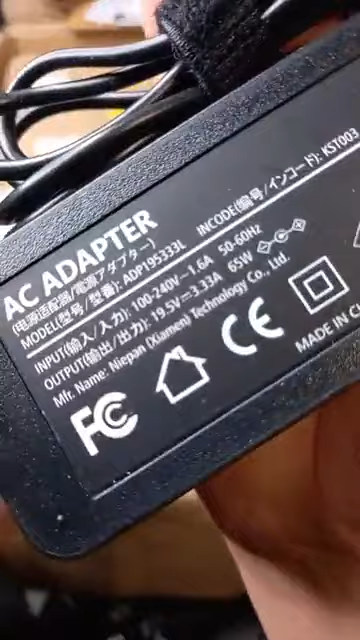 AC ADAPTER
(电源适配器/電源アダプター)
MODEL(型号/型番): ADP195333L INCODE(编号/インコード): KST003
INPUT(输入/入力): 100-240V~1.6A 50-60Hz
OUTPUT(输出/出力): 19.5V⎓3.33A 65W
Mfr. Name: Niepan (Xiamen) Technology Co., Ltd.
FC CE
MADE IN